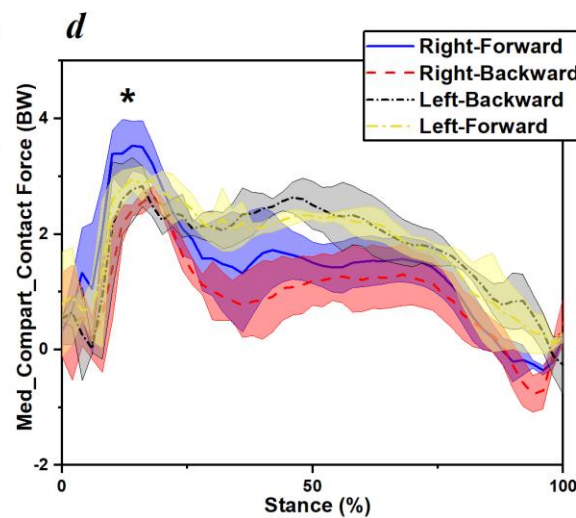 d
Right-Forward
Right-Backward
Left-Backward
Left-Forward
*
Med_Compart_Contact Force (BW)
4
2
0
-2
0
50
100
Stance (%)